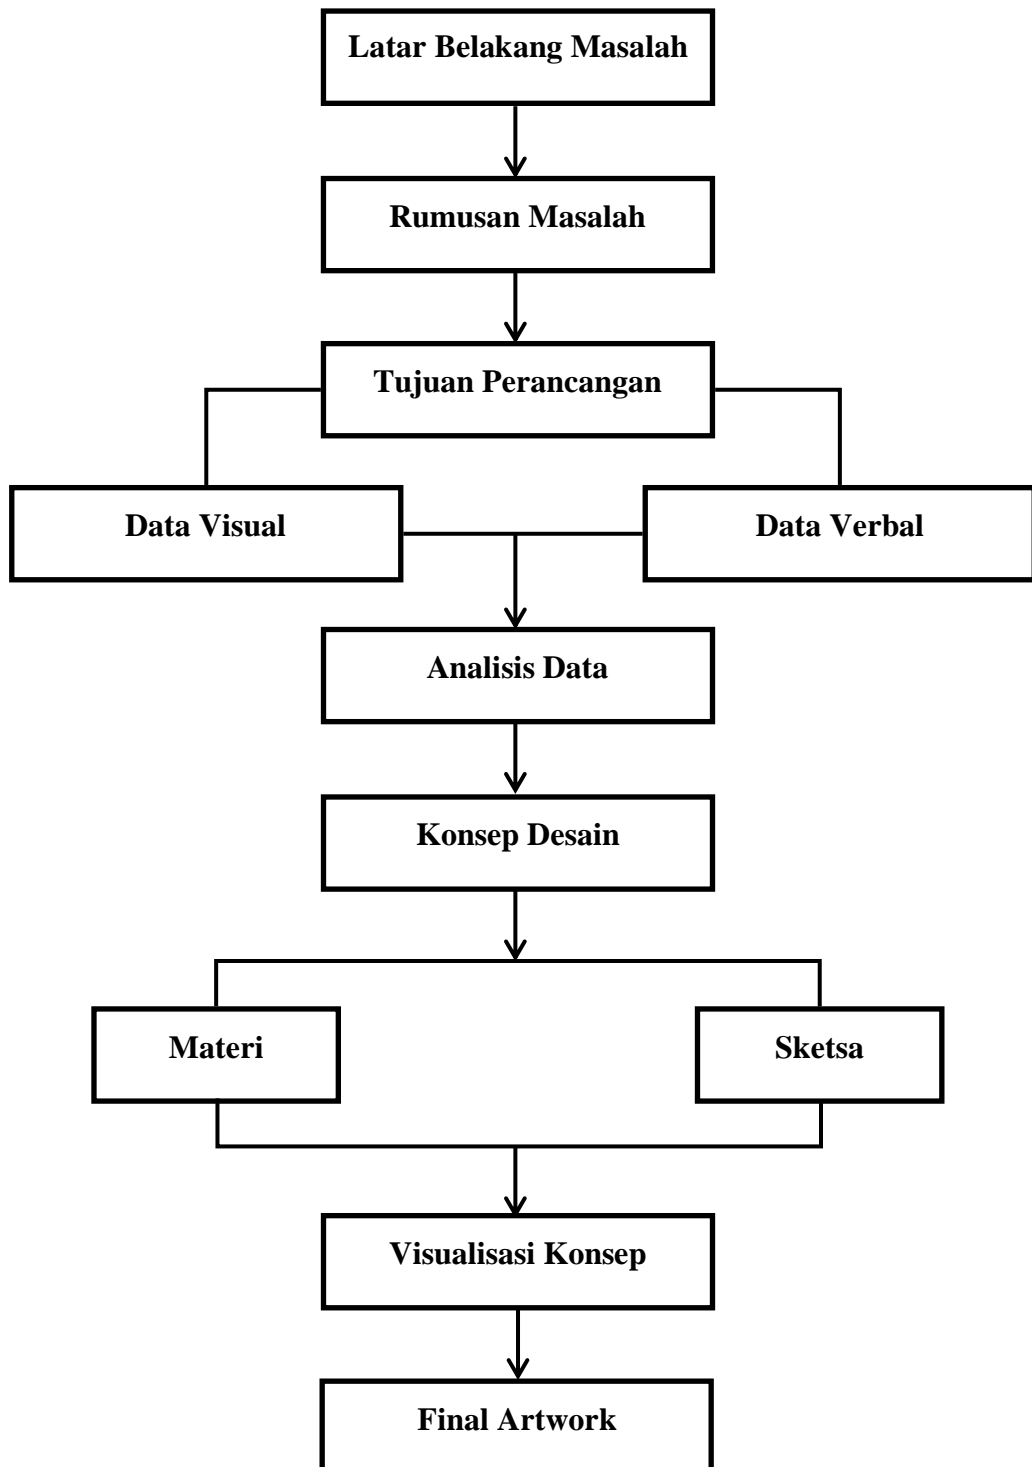 Latar Belakang Masalah
Rumusan Masalah
Tujuan Perancangan
Data Visual
Data Verbal
Analisis Data
Konsep Desain
Materi
Sketsa
Visualisasi Konsep
Final Artwork